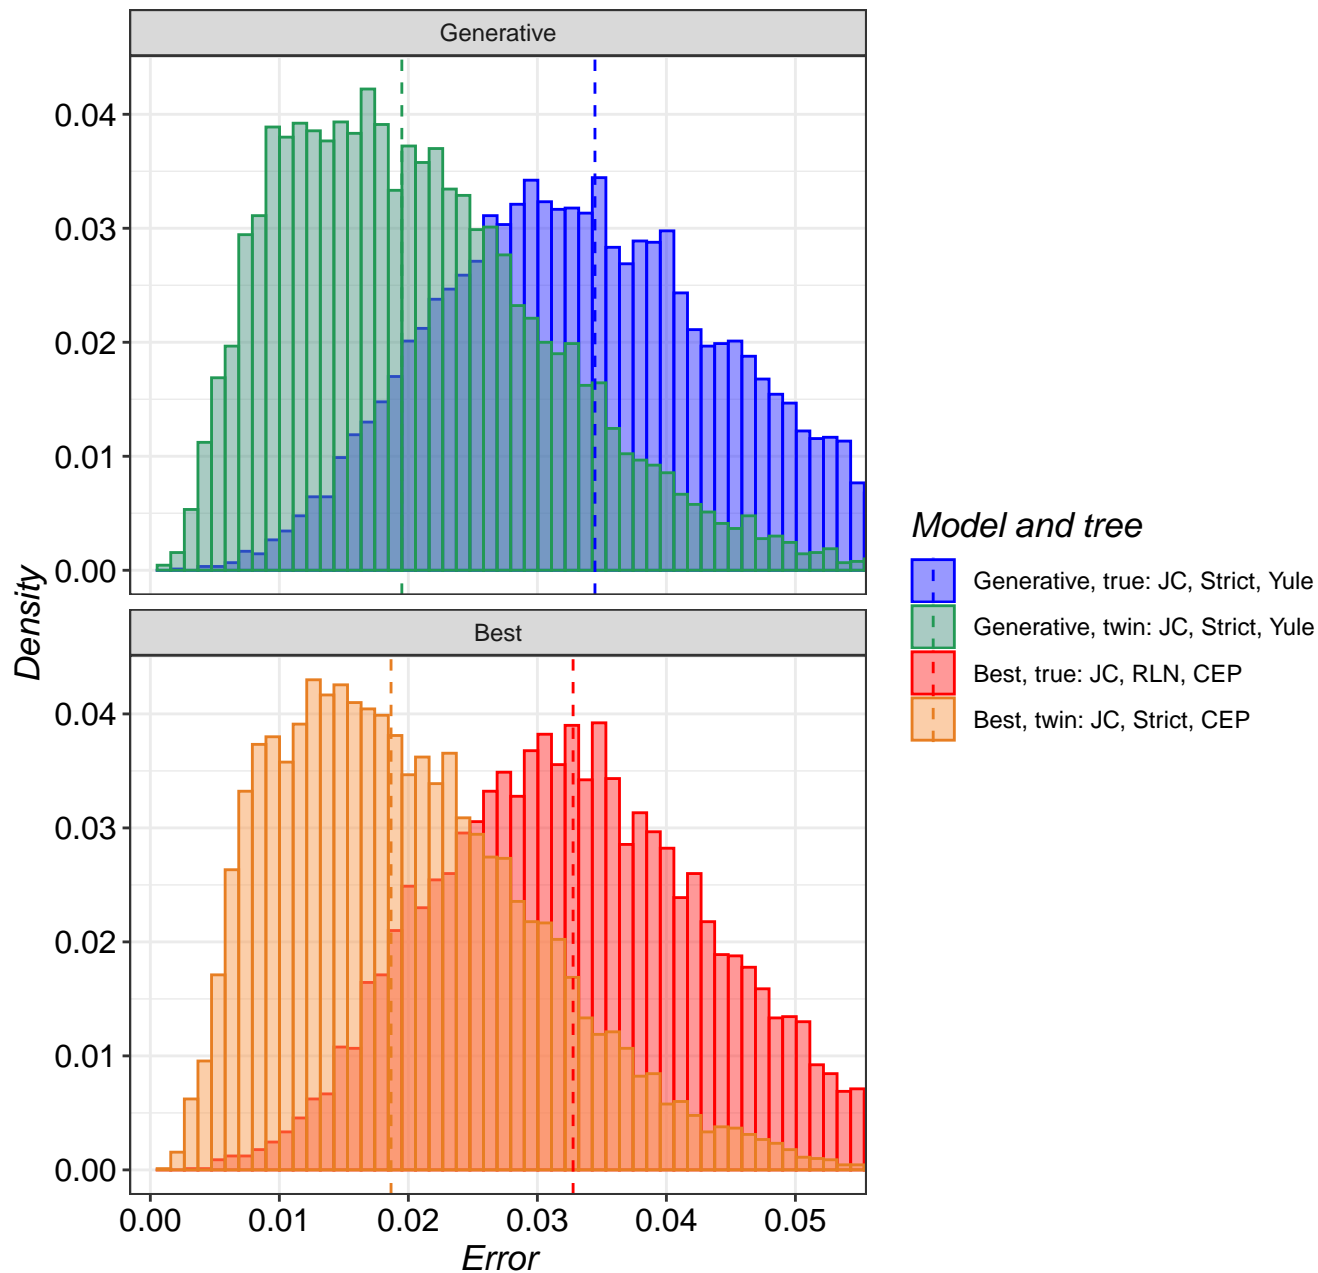 Generative
0.04
0.03
0.02
0.01
0.00
Density
Best
0.04
0.03
0.02
0.01
0.00
0.00 0.01 0.02 0.03 0.04 0.05
Error
Model and tree
Generative, true: JC, Strict, Yule
Generative, twin: JC, Strict, Yule
Best, true: JC, RLN, CEP
Best, twin: JC, Strict, CEP